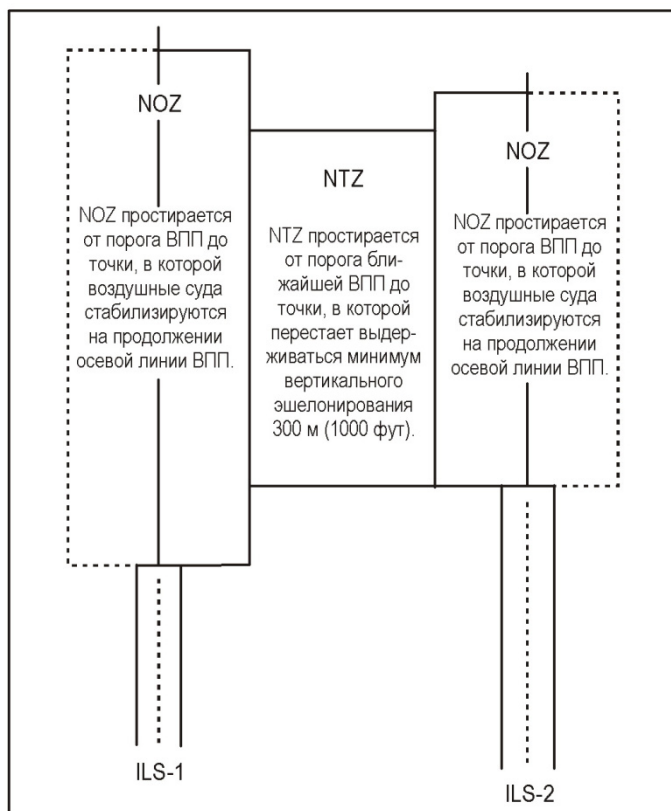 NOZ
NOZ простирается
от порога ВПП до
точки, в которой
воздушные суда
стабилизируются
на продолжении
осевой линии ВПП.
NTZ
NTZ простирается
от порога бли-
жайшей ВПП до
точки, в которой
перестает выдер-
живаться минимум
вертикального
эшелонирования
300 м (1000 фут).
NOZ
NOZ простирается
от порога ВПП до
точки, в которой
воздушные суда
стабилизируются
на продолжении
осевой линии ВПП.
ILS-1
ILS-2